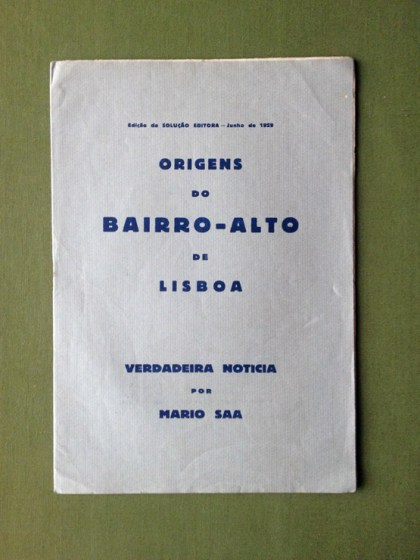 Edição da SOLUÇÃO EDITORA — Junho de 1929
ORIGENS
DO
BAIRRO-ALTO
DE
LISBOA
VERDADEIRA NOTICIA
POR
MARIO SAA